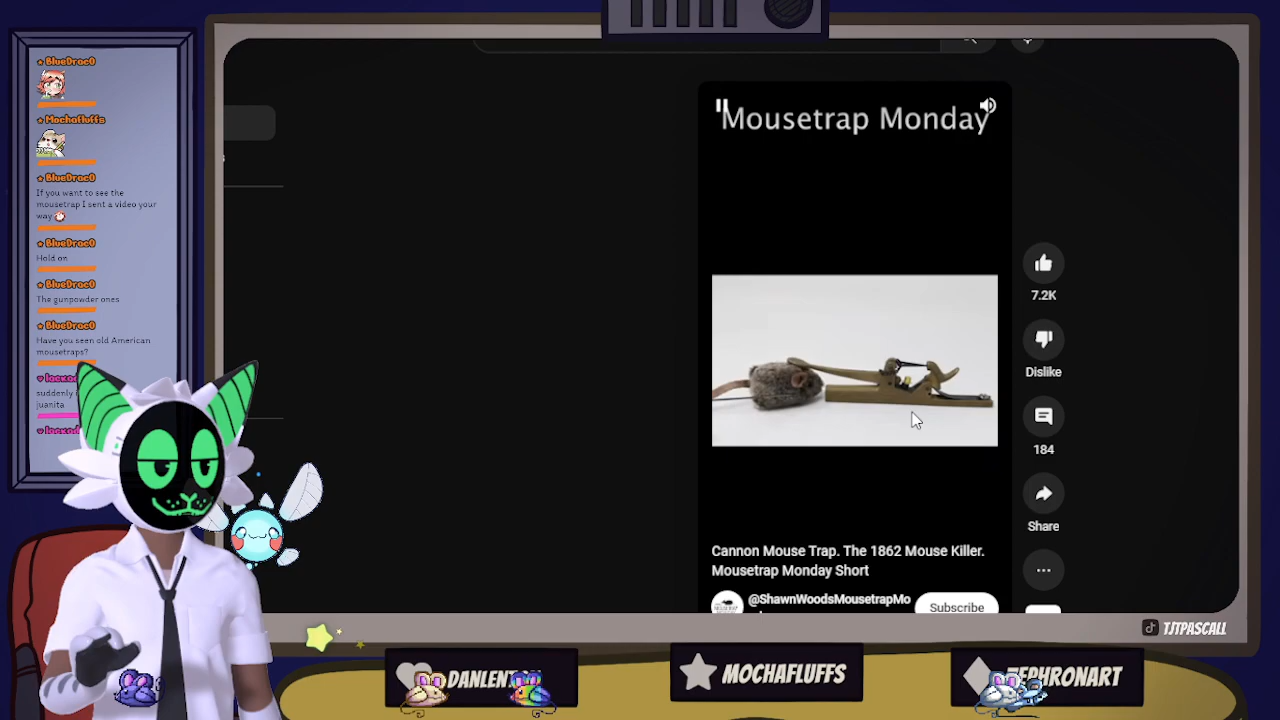 BlueDrac0
Mochafluffs
BlueDrac0
If you want to see the
mousetrap I sent a video your
way
BlueDrac0
Hold on
BlueDrac0
The gunpowder ones
BlueDrac0
Have you seen old American
mousetraps?
suddenly
juanita
Mousetrap Monday
7.2K
Dislike
184
Share
Cannon Mouse Trap. The 1862 Mouse Killer.
Mousetrap Monday Short
@ShawnWoodsMousetrapMo
Subscribe
TJTPASCALL
MOCHAFLUFFS